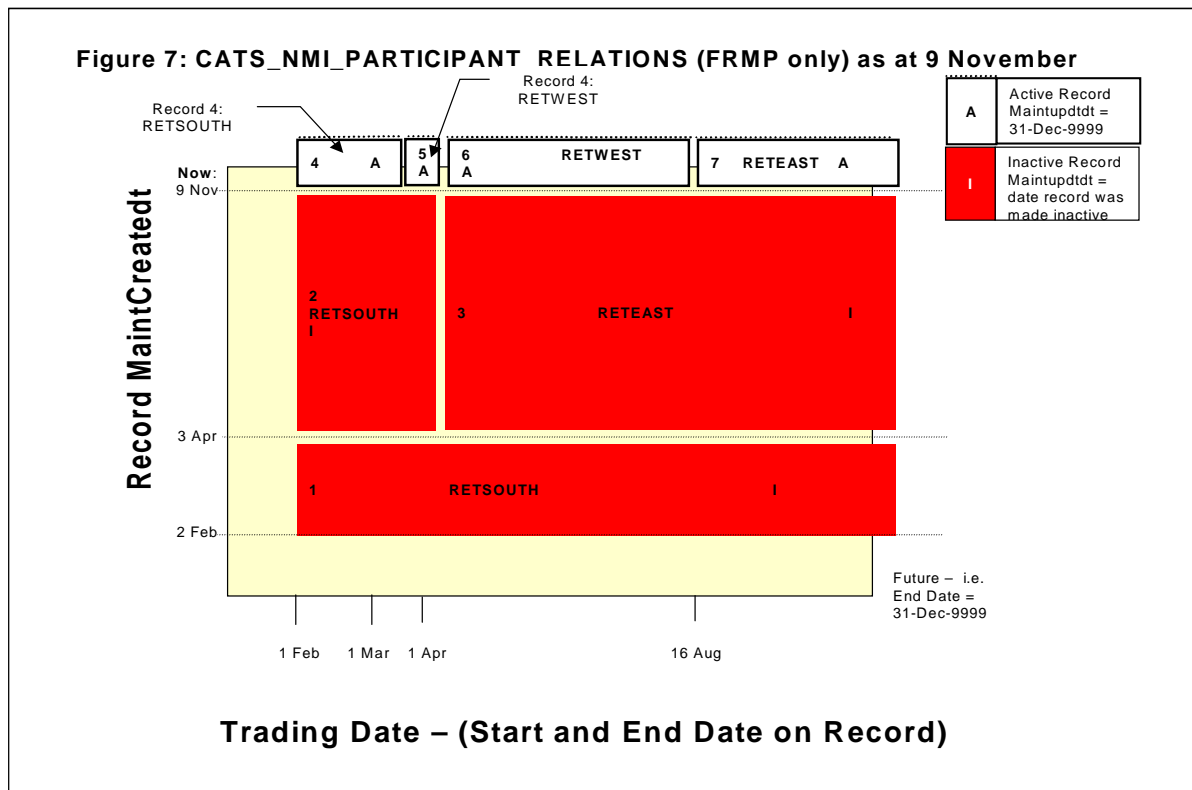 Figure 7: CATS_NMI_PARTICIPANT_RELATIONS (FRMP only) as at 9 November
Record 4:
RETSOUTH
Record 4:
RETWEST
A
Active Record
Maintupdtdt =
31-Dec-9999
I
Inactive Record
Maintupdtdt =
date record was
made inactive
Now:
9 Nov
4 A
5
A
6 RETWEST
A
7 RETEAST A
2
RETSOUTH
I
3 RETEAST I
3 Apr
1 RETSOUTH I
2 Feb
Record MaintCreatedt
Future – i.e.
End Date =
31-Dec-9999
1 Feb 1 Mar 1 Apr 16 Aug
Trading Date – (Start and End Date on Record)